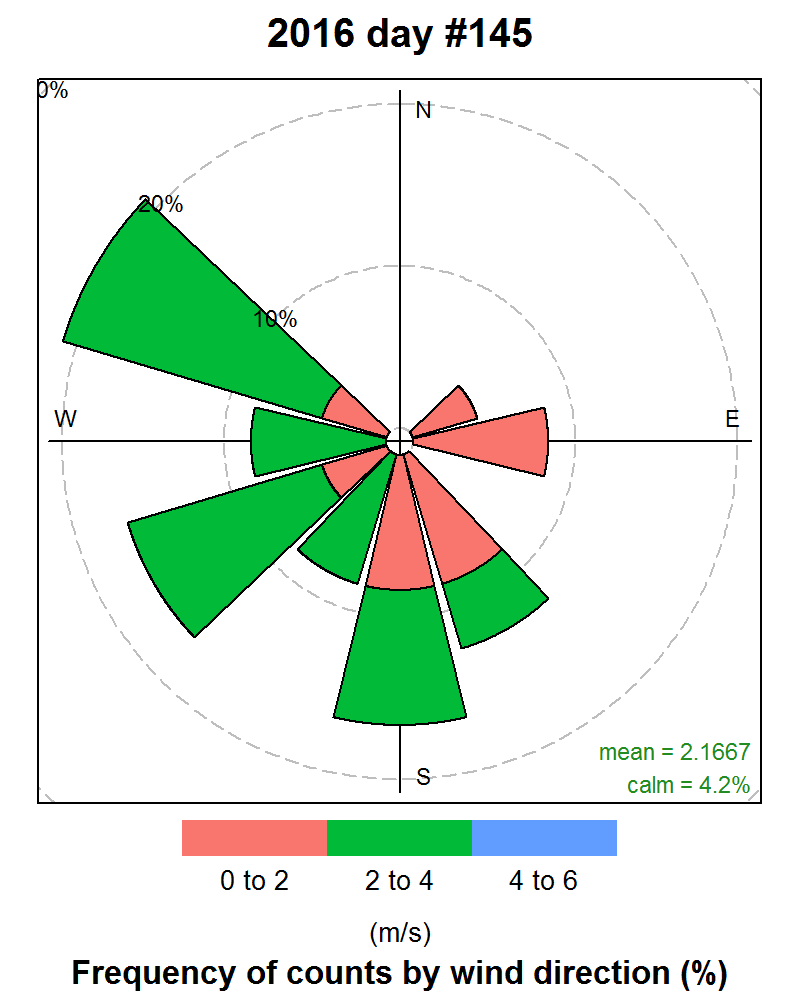 2016 day #145
0%
N
20%
10%
W
E
S
mean = 2.1667
calm = 4.2%
0 to 2 2 to 4 4 to 6
(m/s)
Frequency of counts by wind direction (%)